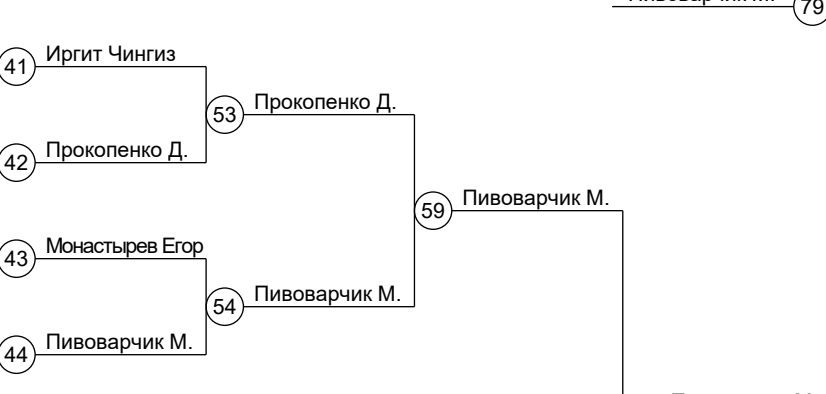 79
41 Иргит Чингиз
53 Прокопенко Д.
42 Прокопенко Д.
59 Пивоварчик М.
43 Монастырев Егор
54 Пивоварчик М.
44 Пивоварчик М.